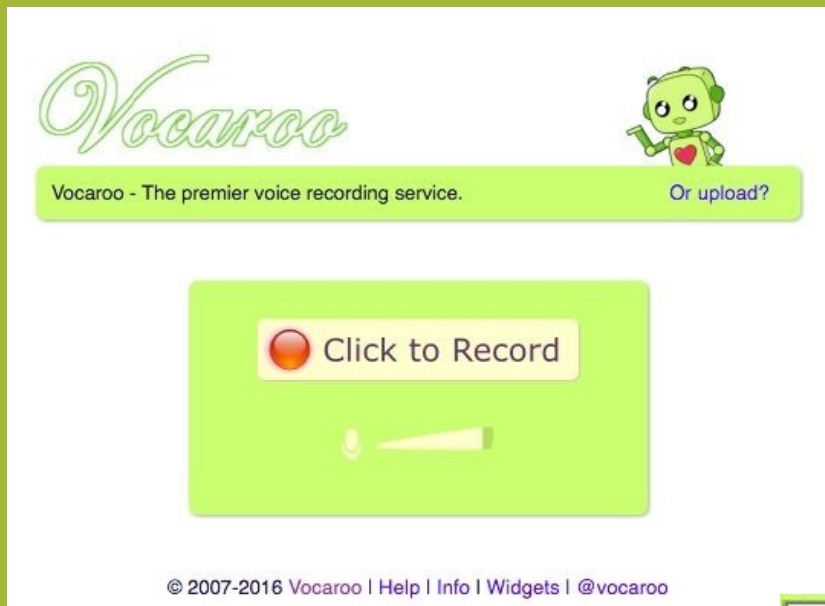 Vocaroo
Vocaroo - The premier voice recording service.
Or upload?
Click to Record
© 2007-2016 Vocaroo | Help | Info | Widgets | @vocaroo